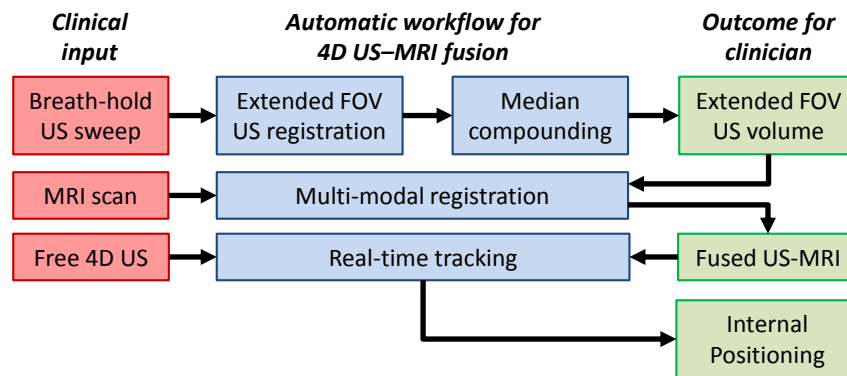 Clinical
input
Automatic workflow for
4D US–MRI fusion
Outcome for
clinician
Breath-hold
US sweep
Extended FOV
US registration
Median
compounding
Extended FOV
US volume
MRI scan
Multi-modal registration
Free 4D US
Real-time tracking
Fused US-MRI
Internal
Positioning